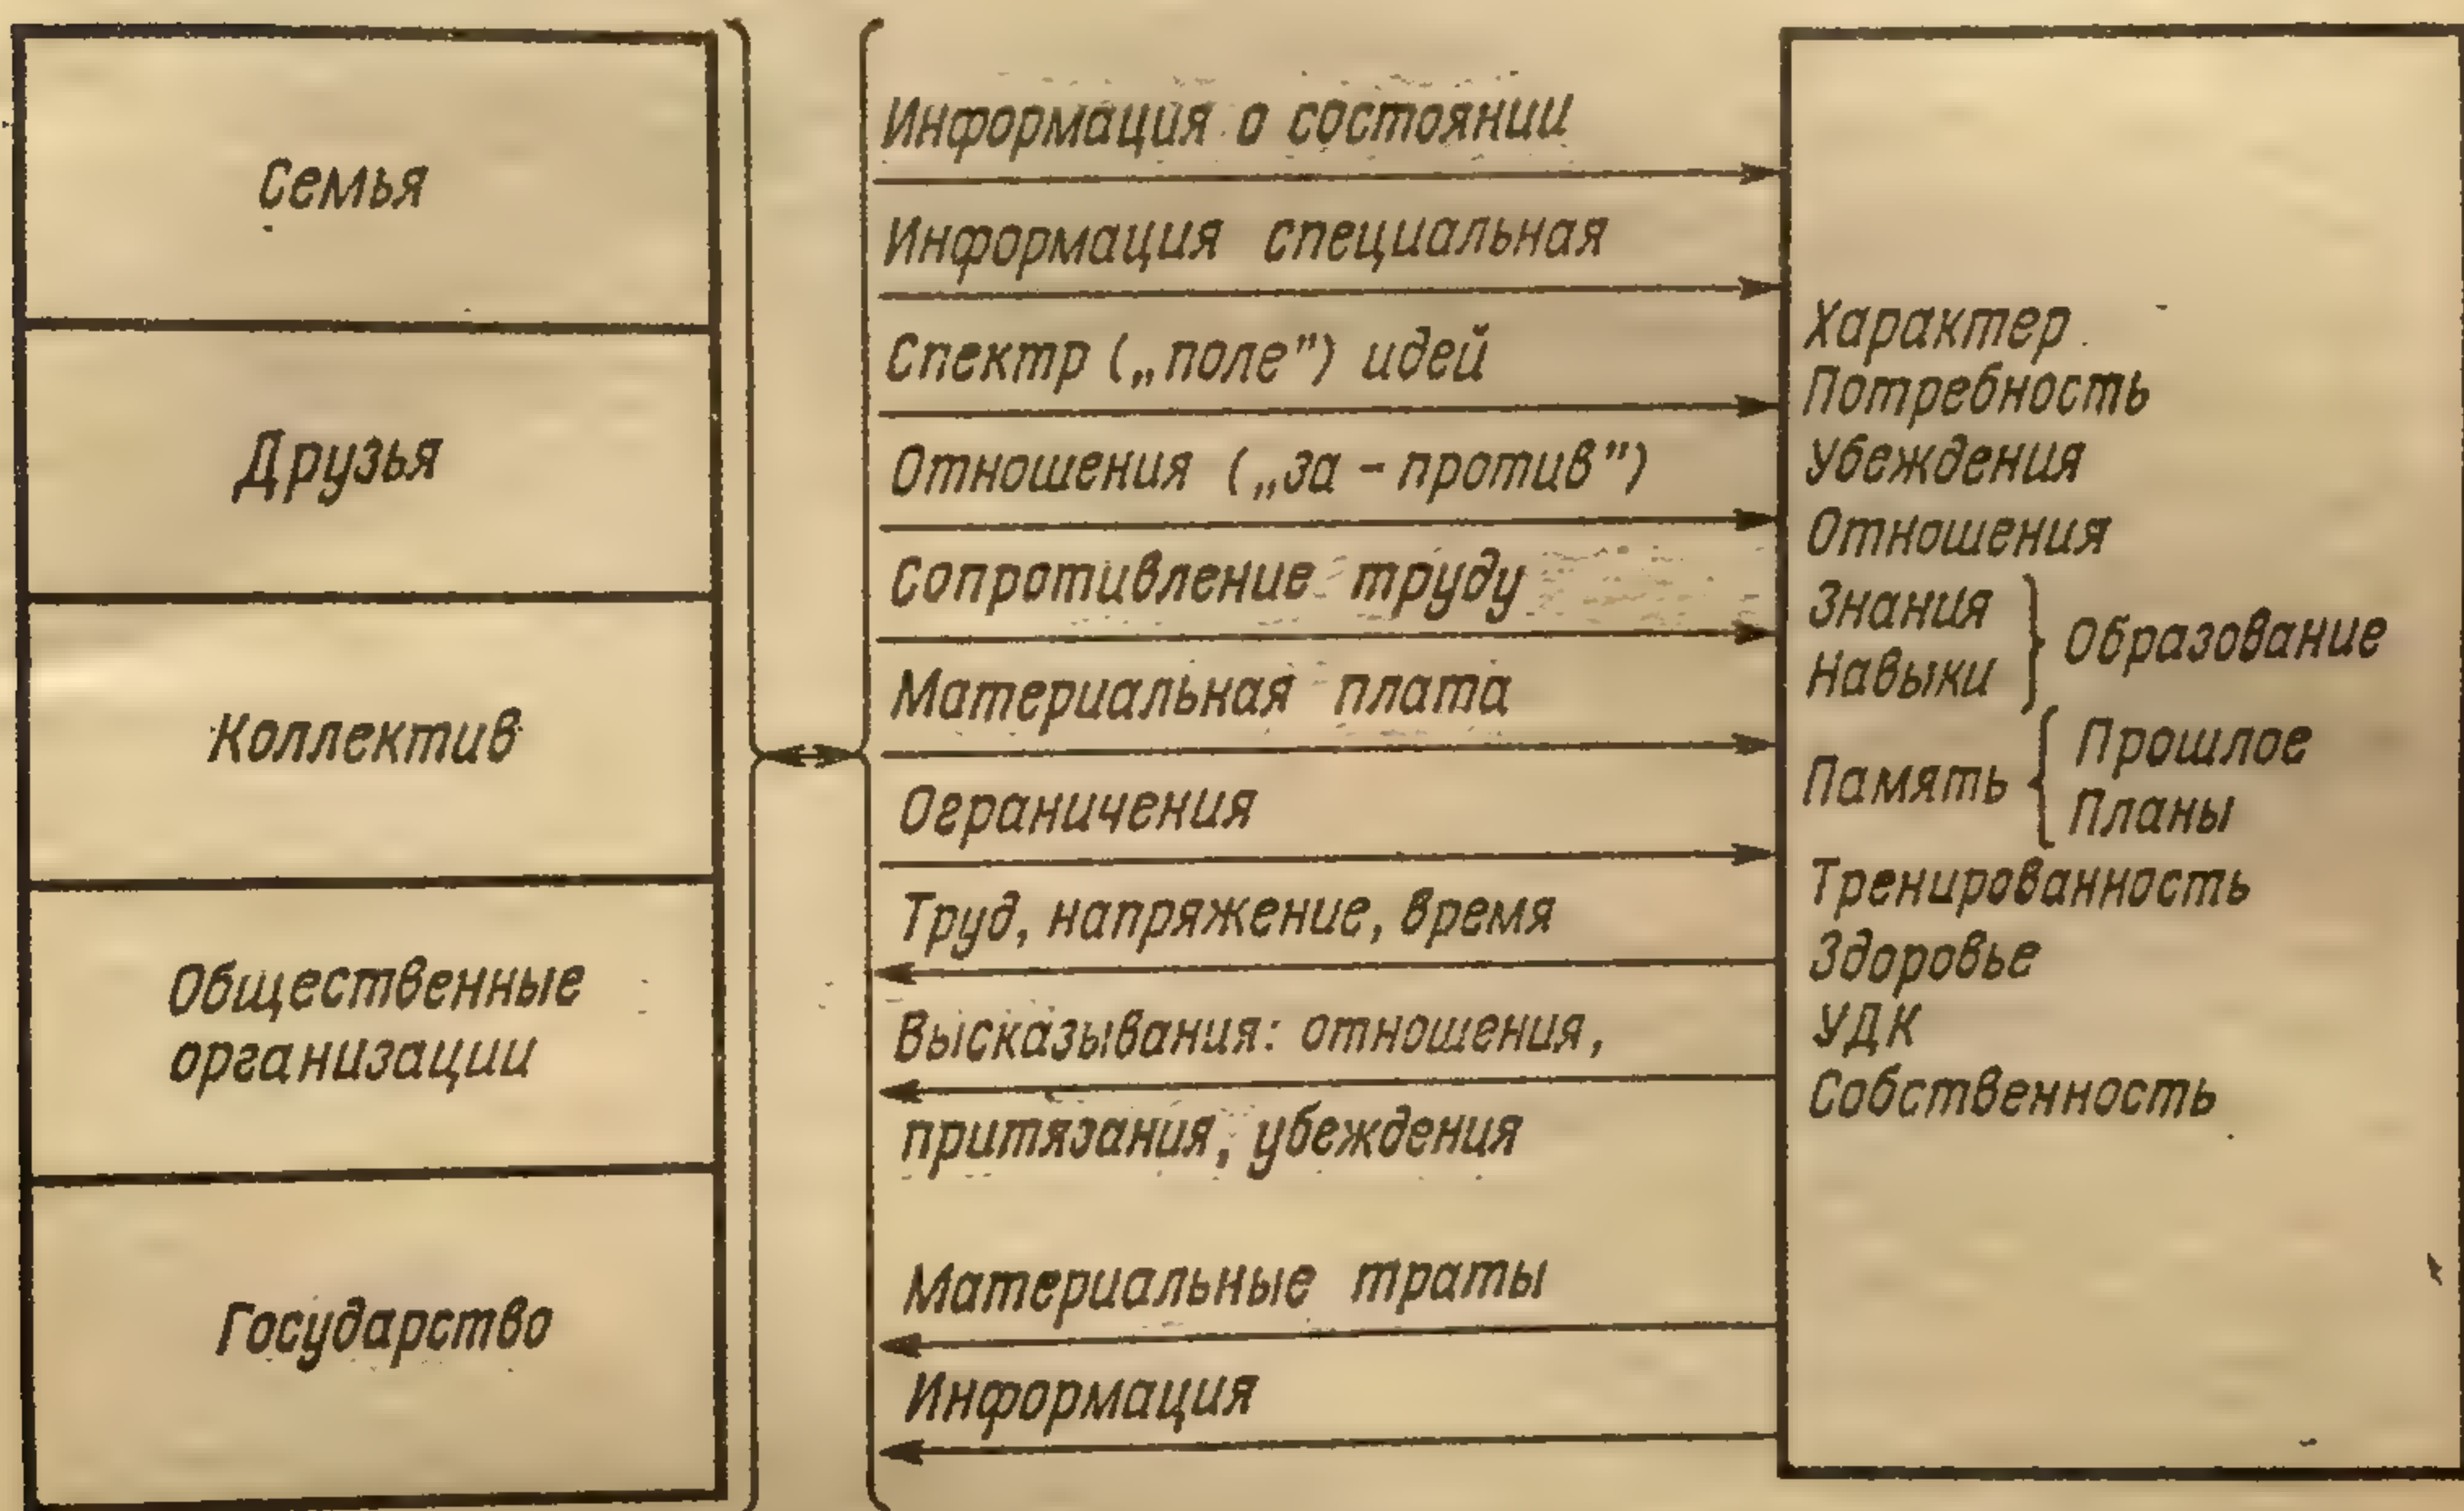 Семья
Друзья
Коллектив
Общественные
организации
Государство
Информация о состоянии
Информация специальная
Спектр („поле”) идей
Отношения („за - против”)
Сопротивление труду
Материальная плата
Ограничения
Труд, напряжение, время
Высказывания: отношения,
притязания, убеждения
Материальные траты
Информация
Характер
Потребность
Убеждения
Отношения
Знания
Навыки
Образование
Память
Прошлое
Планы
Тренированность
Здоровье
УДК
Собственность